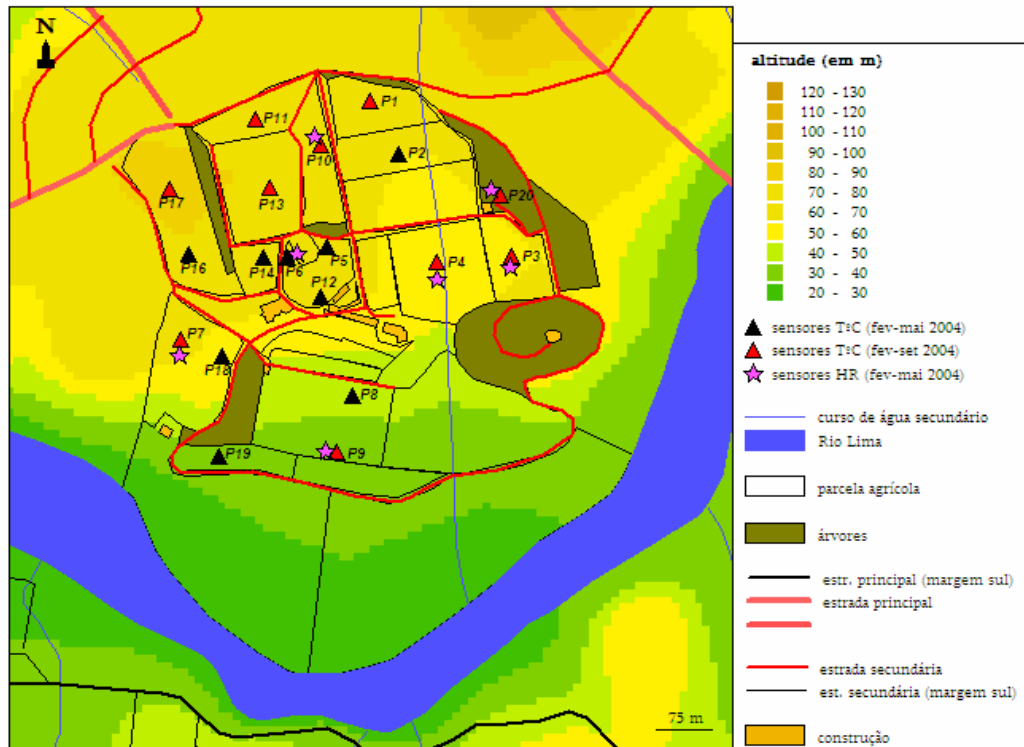 N
P1
P11
P10
P2
P17
P13
P20
P16
P14
P6
P5
P4
P3
P12
P7
P18
P8
P19
P9
75 m
altitude (em m)
120 - 130
110 - 120
100 - 110
90 - 100
80 - 90
70 - 80
60 - 70
50 - 60
40 - 50
30 - 40
20 - 30
sensores TºC (fev-mai 2004)
sensores TºC (fev-set 2004)
sensores HR (fev-mai 2004)
curso de água secundário
Rio Lima
parcela agrícola
árvores
estr. principal (margem sul)
estrada principal
estrada secundária
est. secundária (margem sul)
construção